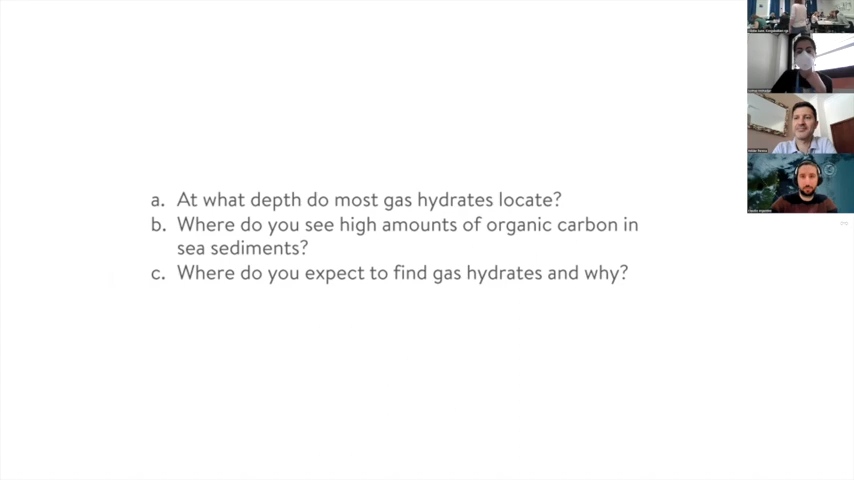 a. At what depth do most gas hydrates locate?
b. Where do you see high amounts of organic carbon in
sea sediments?
c. Where do you expect to find gas hydrates and why?